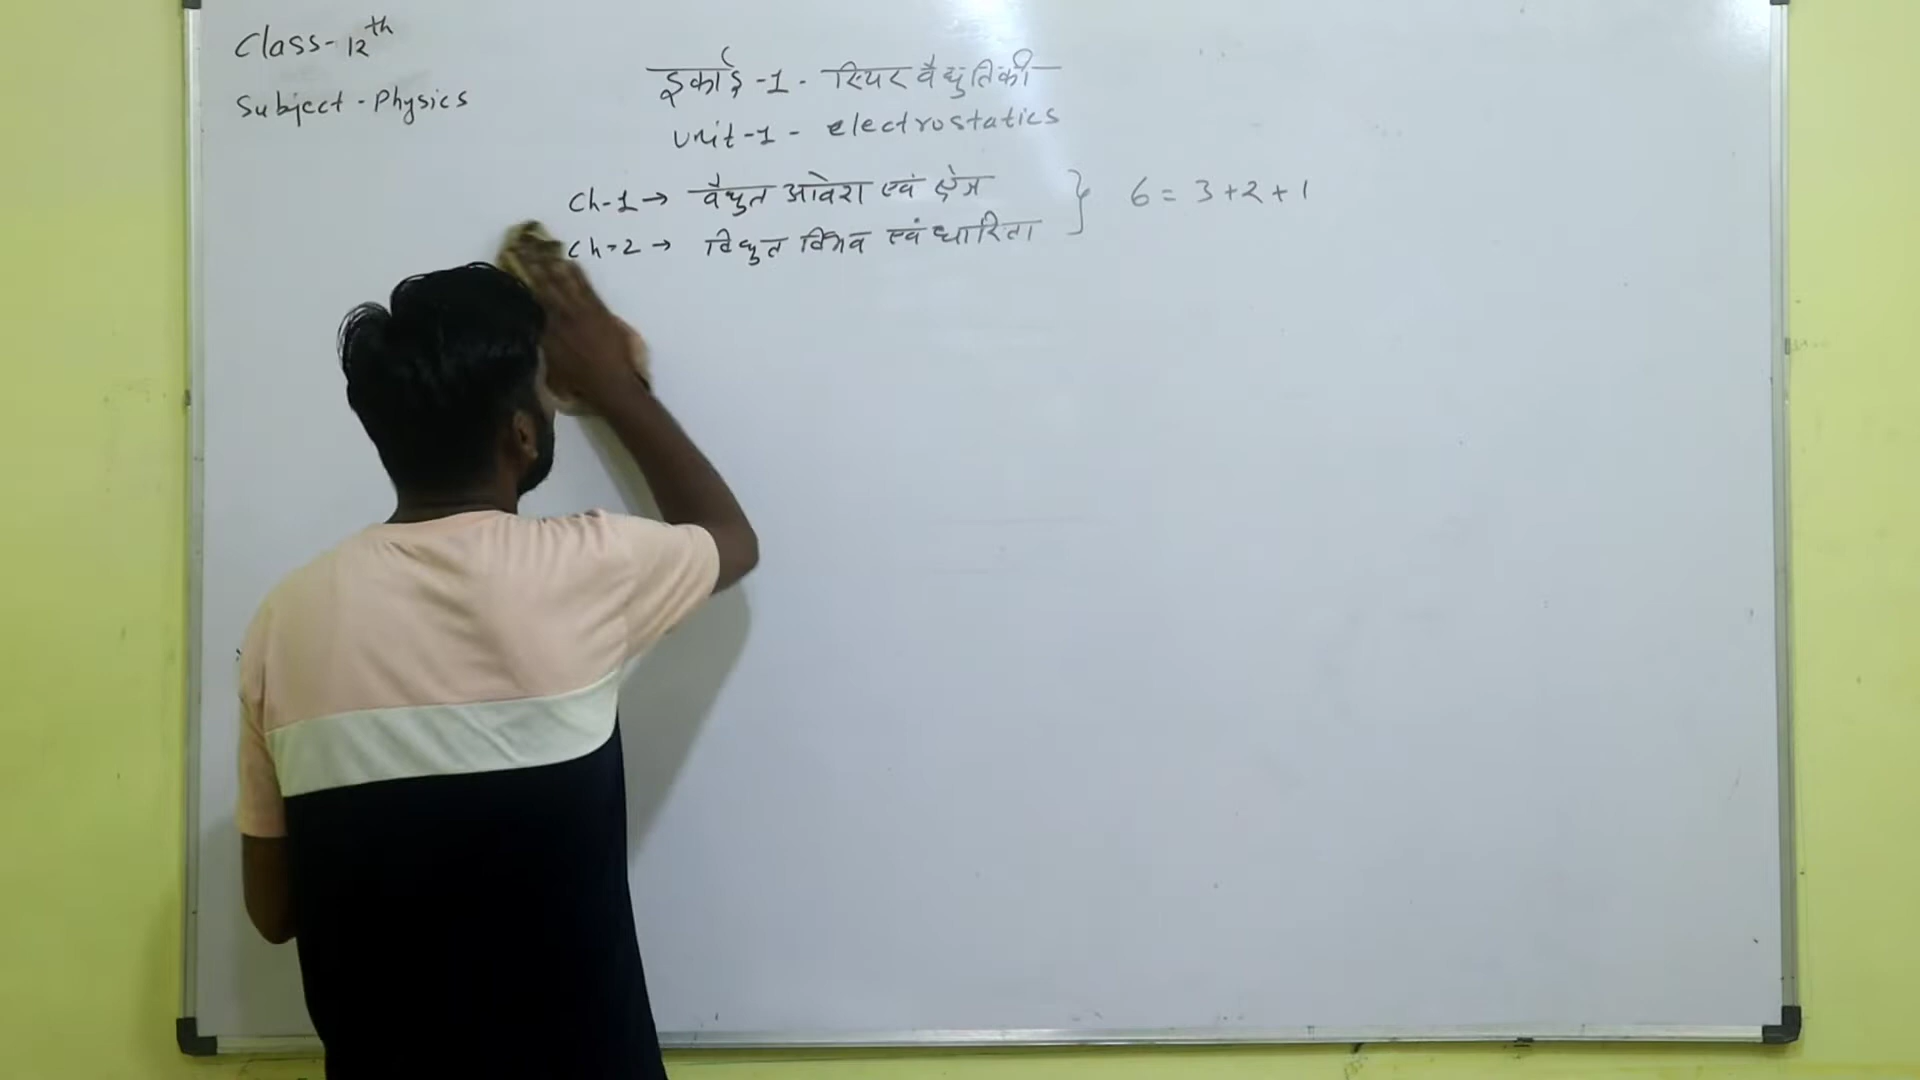 Class-12th
Subject - Physics
इकाई -1 - स्थिर वैद्युतिकी
unit-1 - electrostatics
Ch-1 → वैधुत आवेश एवं क्षेत्र } 6 = 3+2+1
Ch-2 → विधुत विभव एवं धारिता